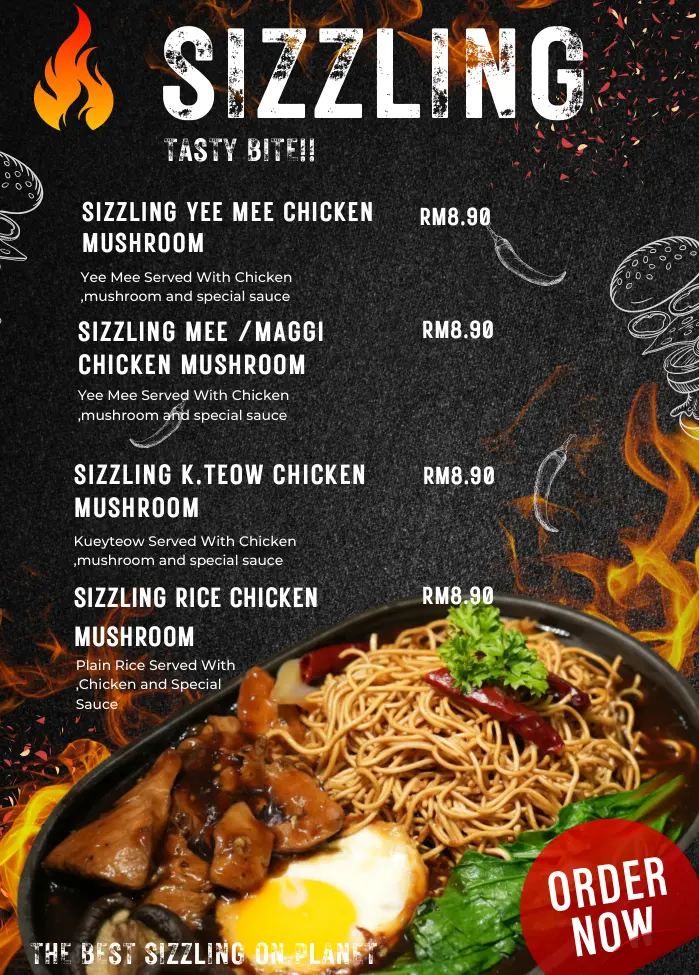 SIZZLING
TASTY BITE!!
SIZZLING YEE MEE CHICKEN
MUSHROOM
RM8.90
Yee Mee Served With Chicken
,mushroom and special sauce
SIZZLING MEE /MAGGI
CHICKEN MUSHROOM
RM8.90
Yee Mee Served With Chicken
,mushroom and special sauce
SIZZLING K.TEOW CHICKEN
MUSHROOM
RM8.90
Kueyteow Served With Chicken
,mushroom and special sauce
SIZZLING RICE CHICKEN
MUSHROOM
RM8.90
Plain Rice Served With
,Chicken and Special
Sauce
ORDER
NOW
THE BEST SIZZLING ON PLANET